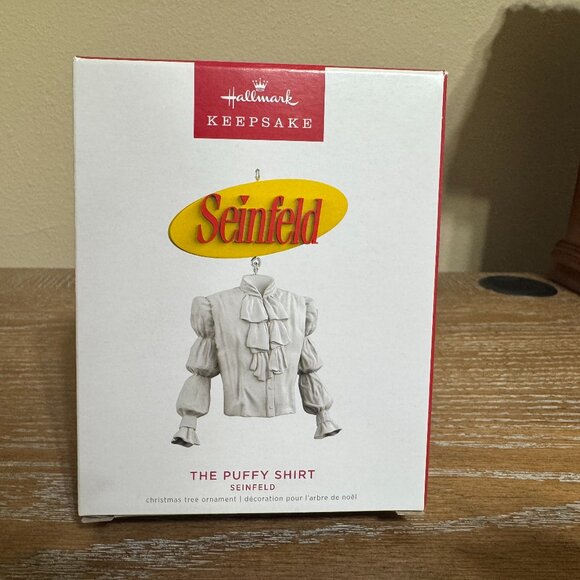 Hallmark
KEEPSAKE
Seinfeld
THE PUFFY SHIRT
SEINFELD
christmas tree ornament | décoration pour l'arbre de noël